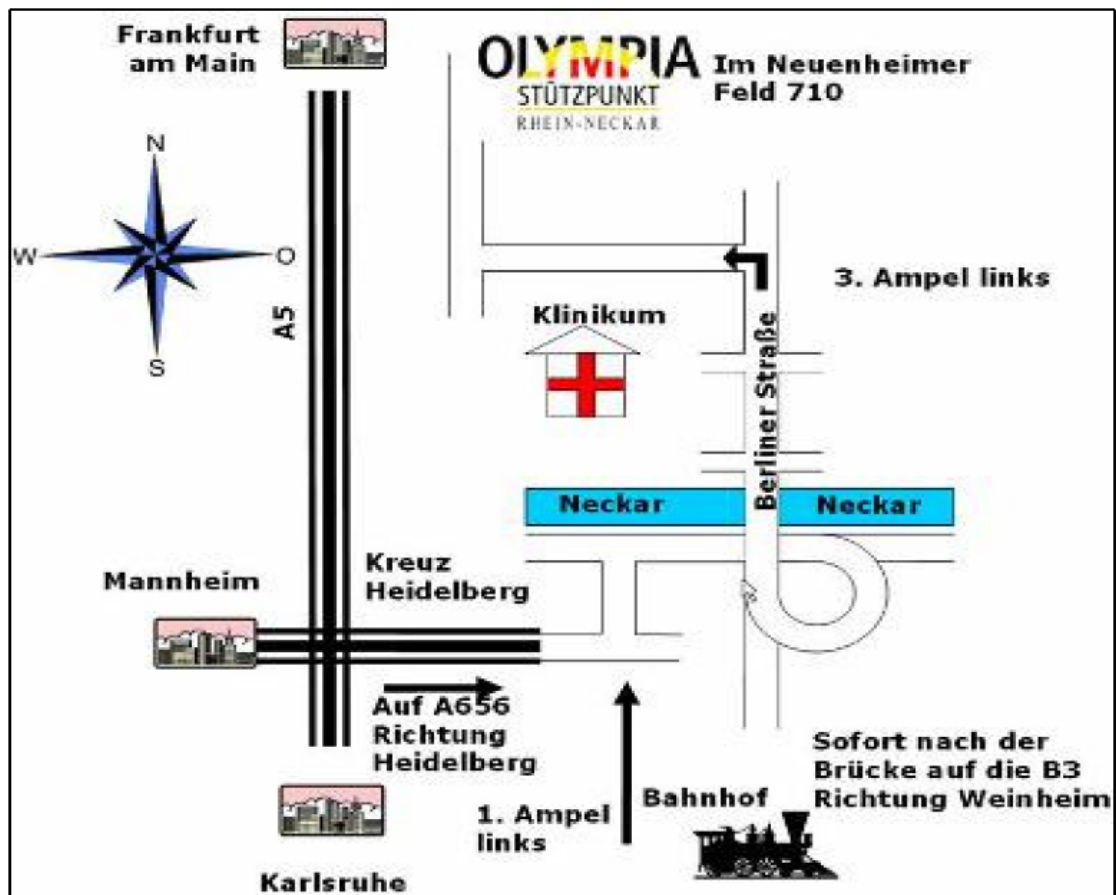 Frankfurt
am Main
OLYMPIA
STÜTZPUNKT
RHEIN-NECKAR
Im Neuenheimer
Feld 710
N
W
O
S
A5
3. Ampel links
Klinikum
Berliner Straße
Neckar
Neckar
Mannheim
Kreuz
Heidelberg
Auf A656
Richtung
Heidelberg
1. Ampel
links
Bahnhof
Sofort nach der
Brücke auf die B3
Richtung Weinheim
Karlsruhe